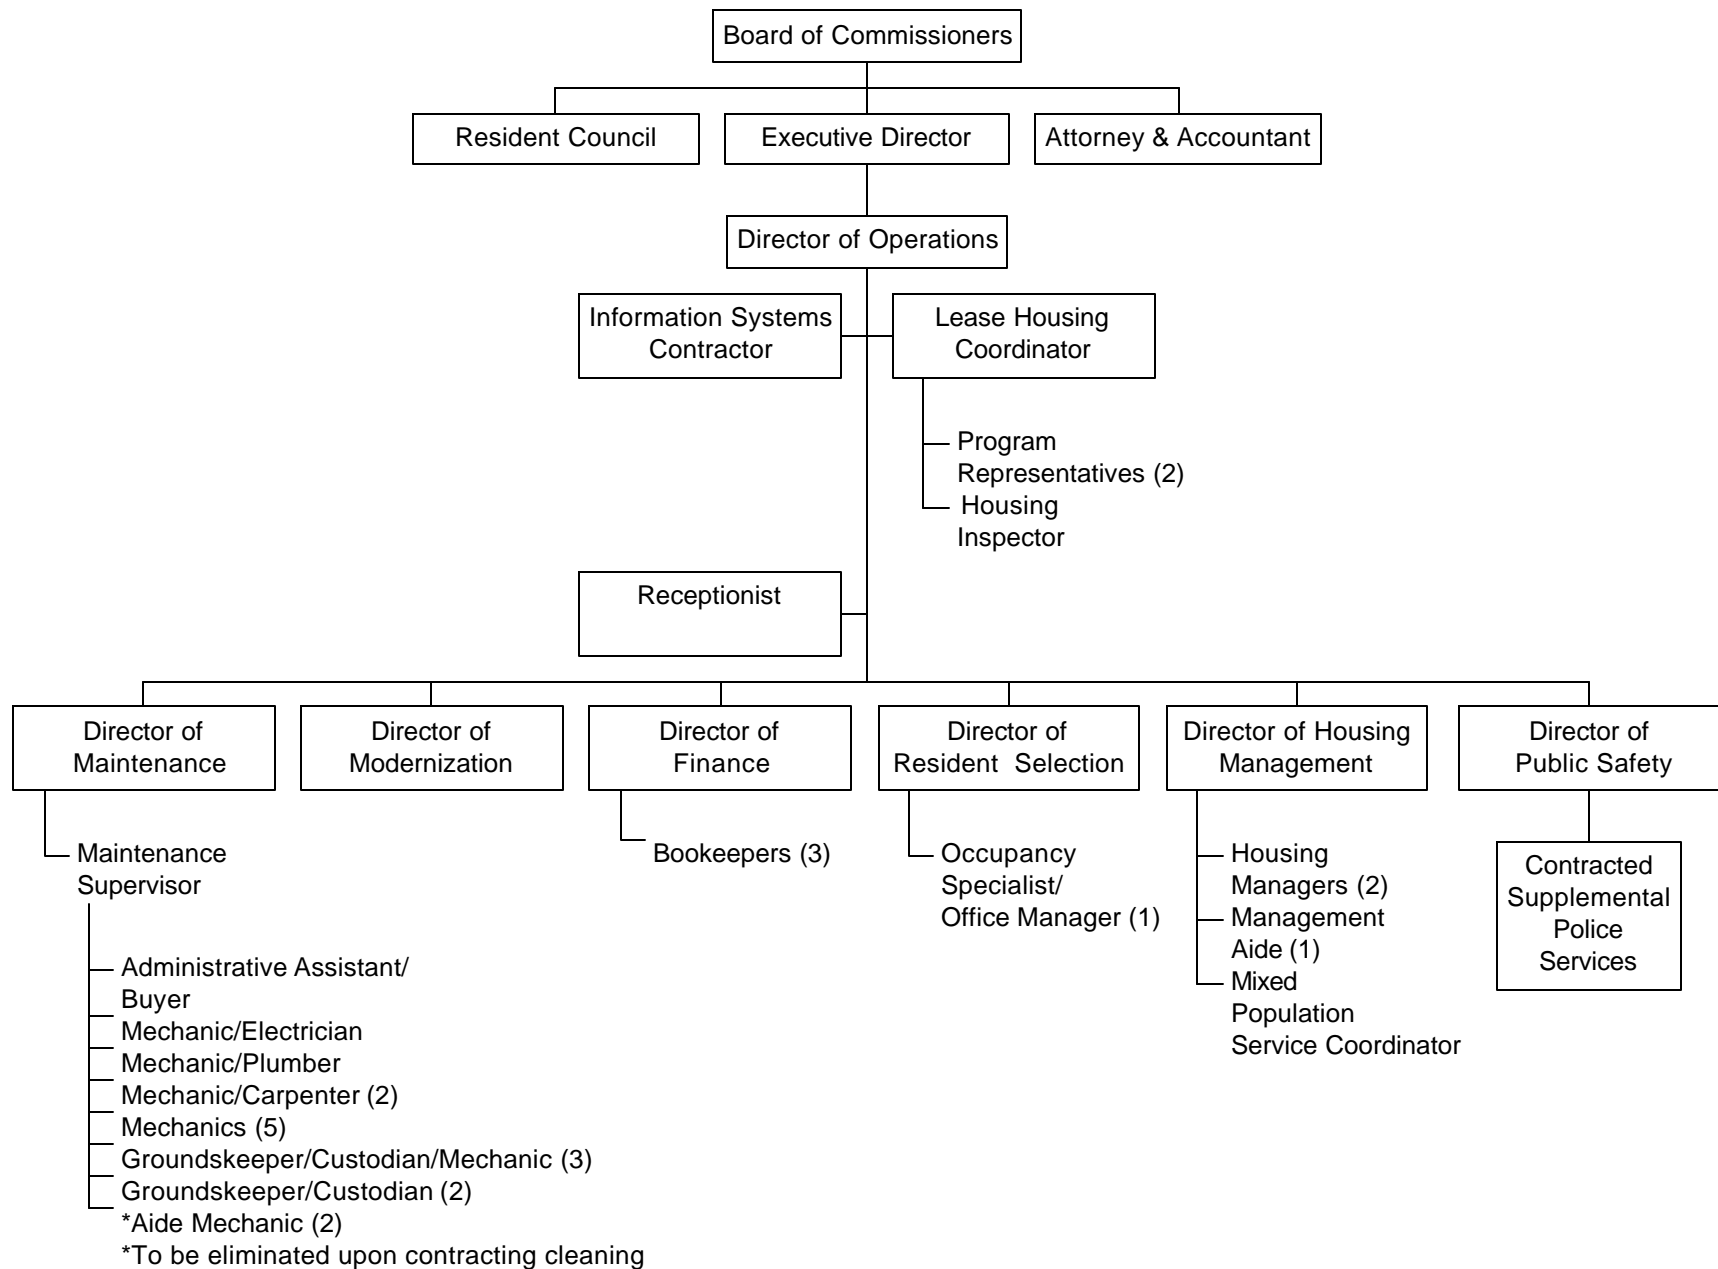 Board of Commissioners
Resident Council
Executive Director
Attorney & Accountant
Director of Operations
Information Systems
Contractor
Lease Housing
Coordinator
Program
Representatives (2)
Housing
Inspector
Receptionist
Director of
Maintenance
Director of
Modernization
Director of
Finance
Director of
Resident Selection
Director of Housing
Management
Director of
Public Safety
Maintenance
Supervisor
Administrative Assistant/
Buyer
Mechanic/Electrician
Mechanic/Plumber
Mechanic/Carpenter (2)
Mechanics (5)
Groundskeeper/Custodian/Mechanic (3)
Groundskeeper/Custodian (2)
*Aide Mechanic (2)
*To be eliminated upon contracting cleaning
Bookeepers (3)
Occupancy
Specialist/
Office Manager (1)
Housing
Managers (2)
Management
Aide (1)
Mixed
Population
Service Coordinator
Contracted
Supplemental
Police
Services